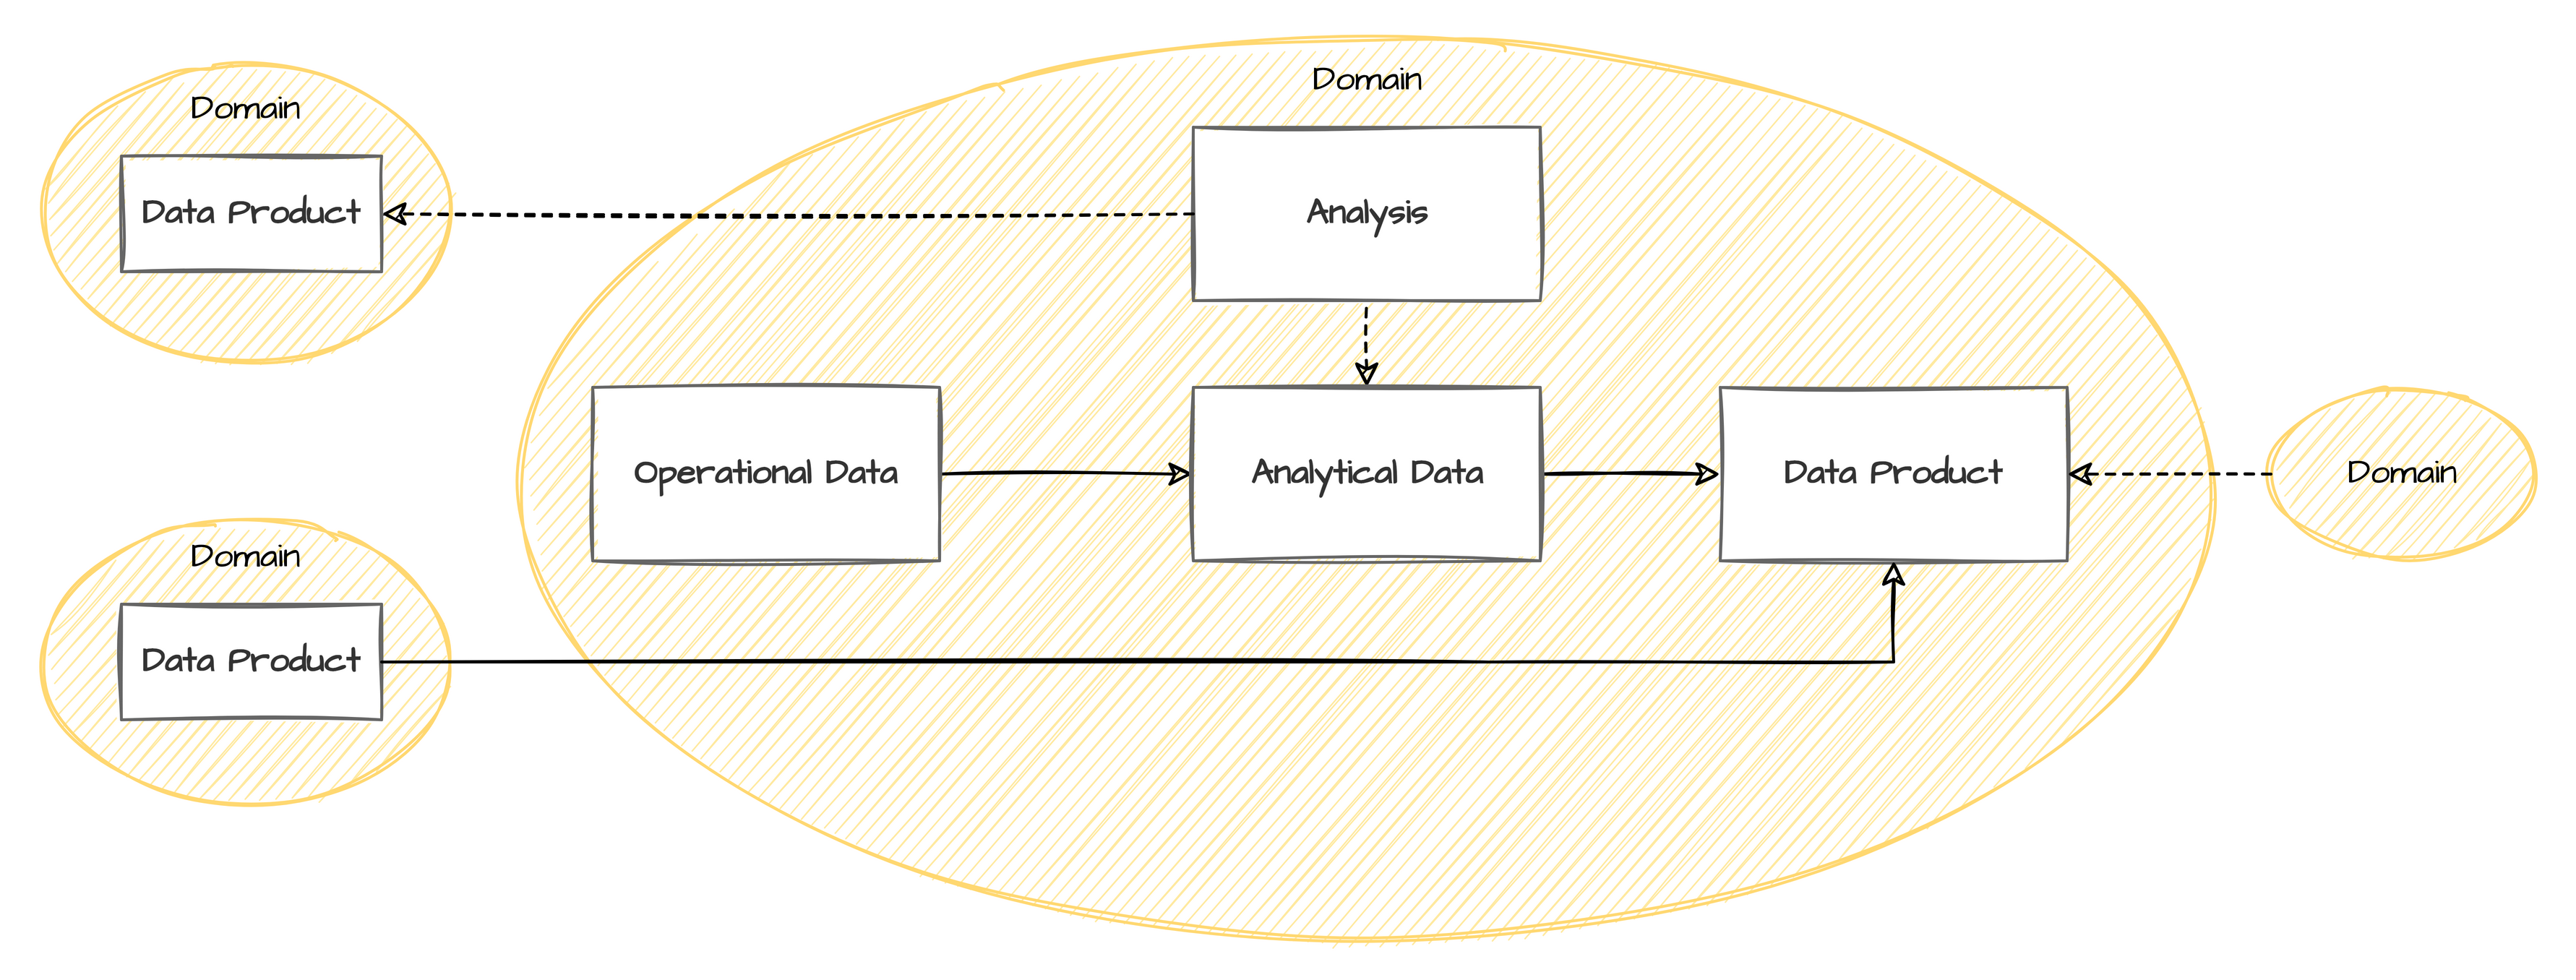 Domain
Data Product
Domain
Analysis
Operational Data
Analytical Data
Data Product
Domain
Domain
Data Product